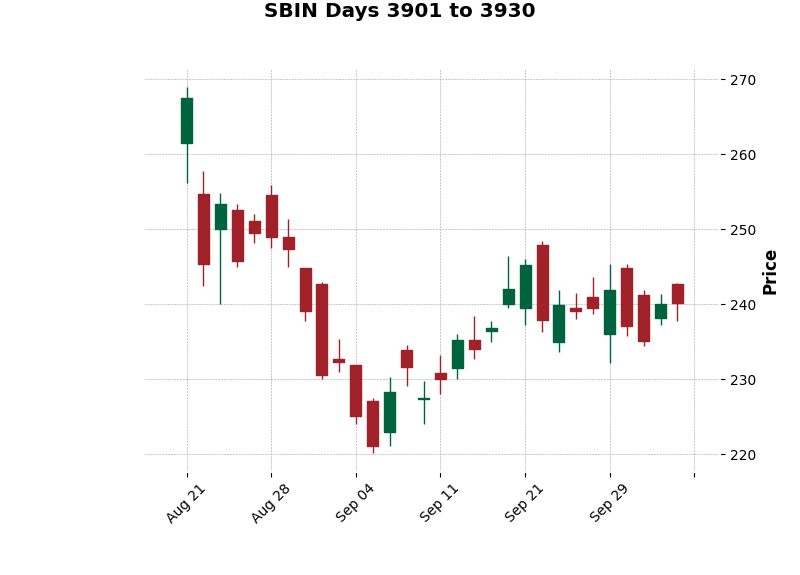 SBIN Days 3901 to 3930
270
260
250
240
230
220
Price
Aug 21
Aug 28
Sep 04
Sep 11
Sep 21
Sep 29